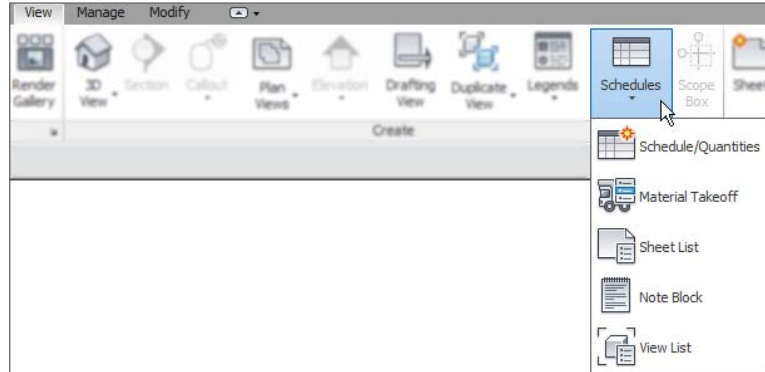 View Manage Modify
Render Gallery
3D View
Section
Callout
Plan Views
Elevation
Drafting View
Duplicate View
Legends
Schedules
Scope Box
Sheet
Create
Schedule/Quantities
Material Takeoff
Sheet List
Note Block
View List